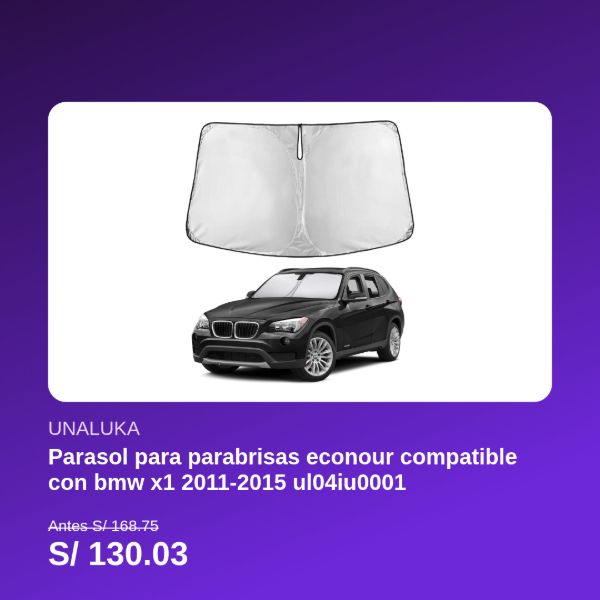 UNALUKA
Parasol para parabrisas econour compatible
con bmw x1 2011-2015 ul04iu0001
Antes S/ 168.75
S/ 130.03